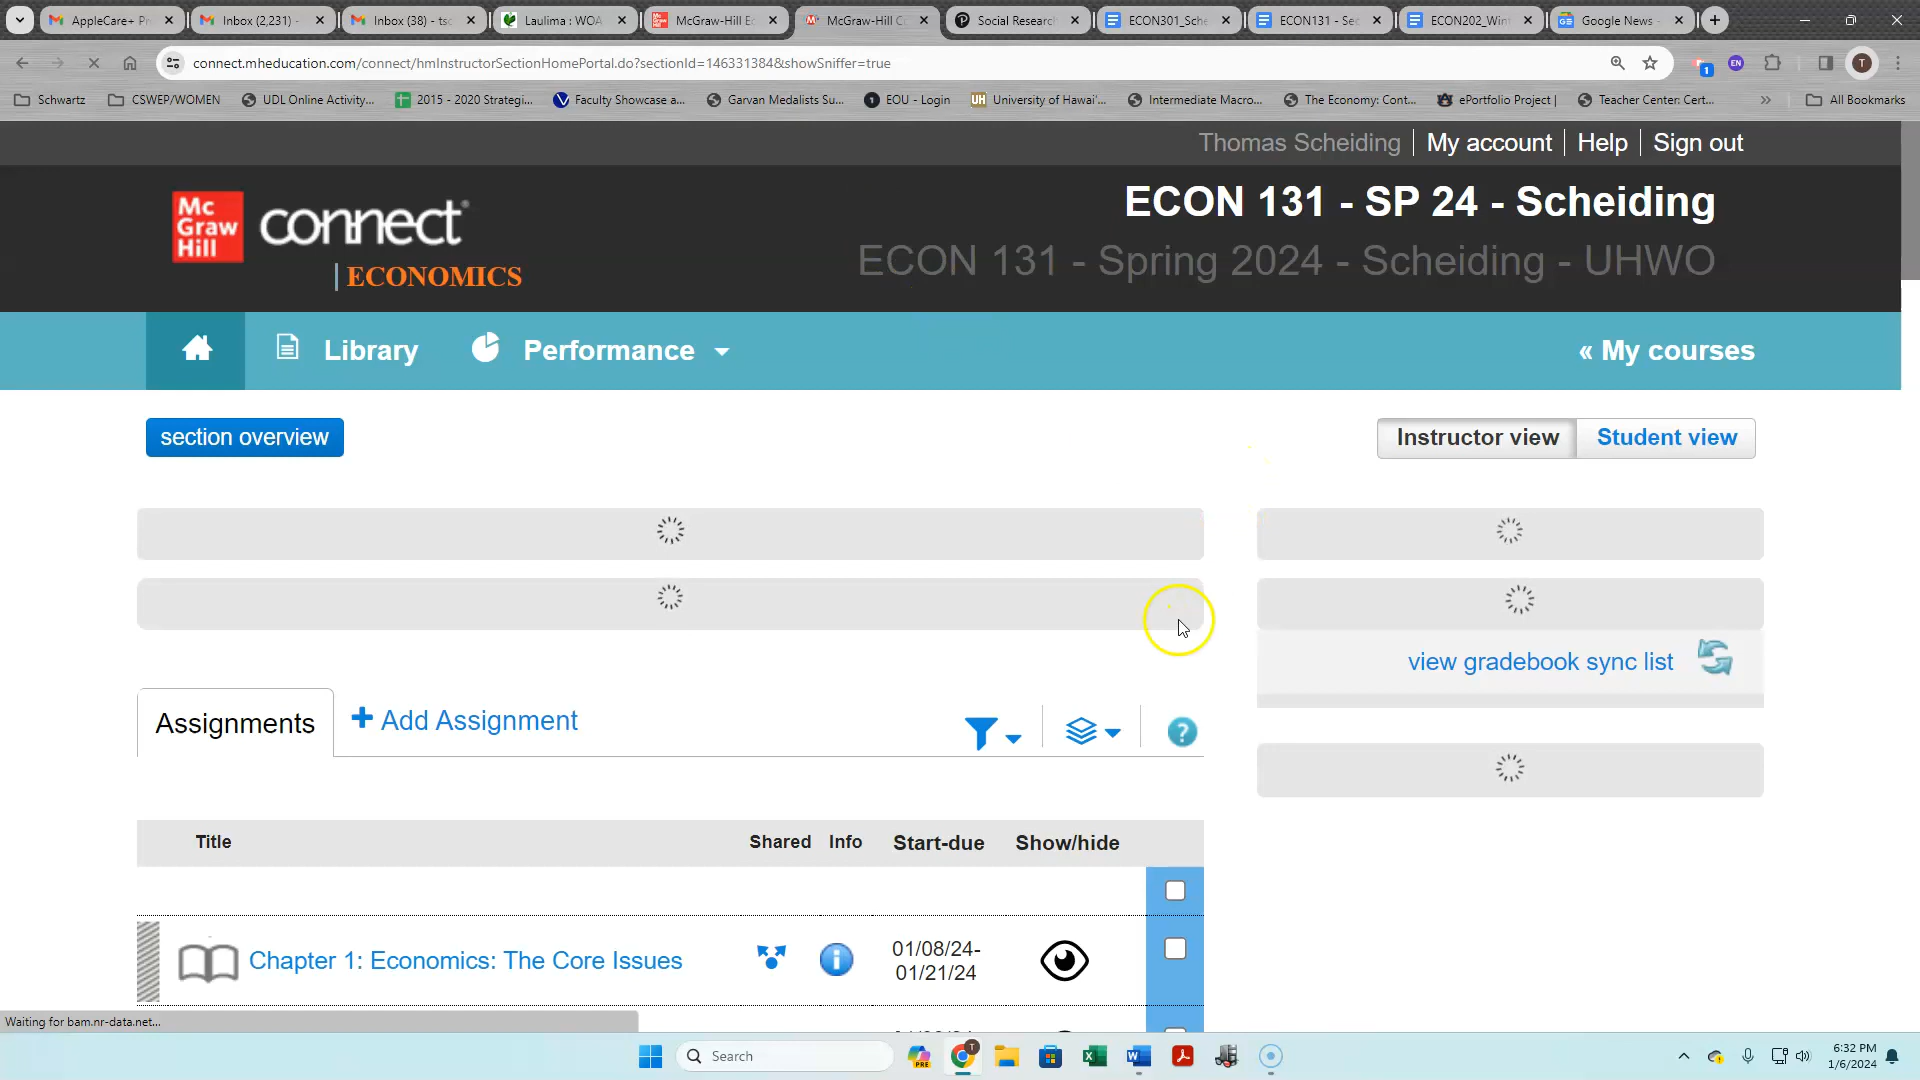 AppleCare+ Pr
Inbox (2,231) -
Inbox (38) - tsc
Laulima : WOA
McGraw-Hill Ec
McGraw-Hill C
Social Research
ECON301_Sche
ECON131 - Sec
ECON202_Wint
Google News -
connect.mheducation.com/connect/hmInstructorSectionHomePortal.do?sectionId=146331384&showSniffer=true
1
EN
T
Schwartz
CSWEP/WOMEN
UDL Online Activity...
2015 - 2020 Strategi...
Faculty Showcase a...
Garvan Medalists Su...
EOU - Login
University of Hawai'...
Intermediate Macro...
The Economy: Cont...
ePortfolio Project |
Teacher Center: Cert...
»
All Bookmarks
Thomas Scheiding
My account
Help
Sign out
Mc
Graw
Hill
connect
| ECONOMICS
ECON 131 - SP 24 - Scheiding
ECON 131 - Spring 2024 - Scheiding - UHWO
Library
Performance
« My courses
section overview
Instructor view
Student view
view gradebook sync list
Assignments
+ Add Assignment
?
Title
Shared
Info
Start-due
Show/hide
Chapter 1: Economics: The Core Issues
i
01/08/24-
01/21/24
Waiting for bam.nr-data.net...
Search
PRE
T
6:32 PM
1/6/2024